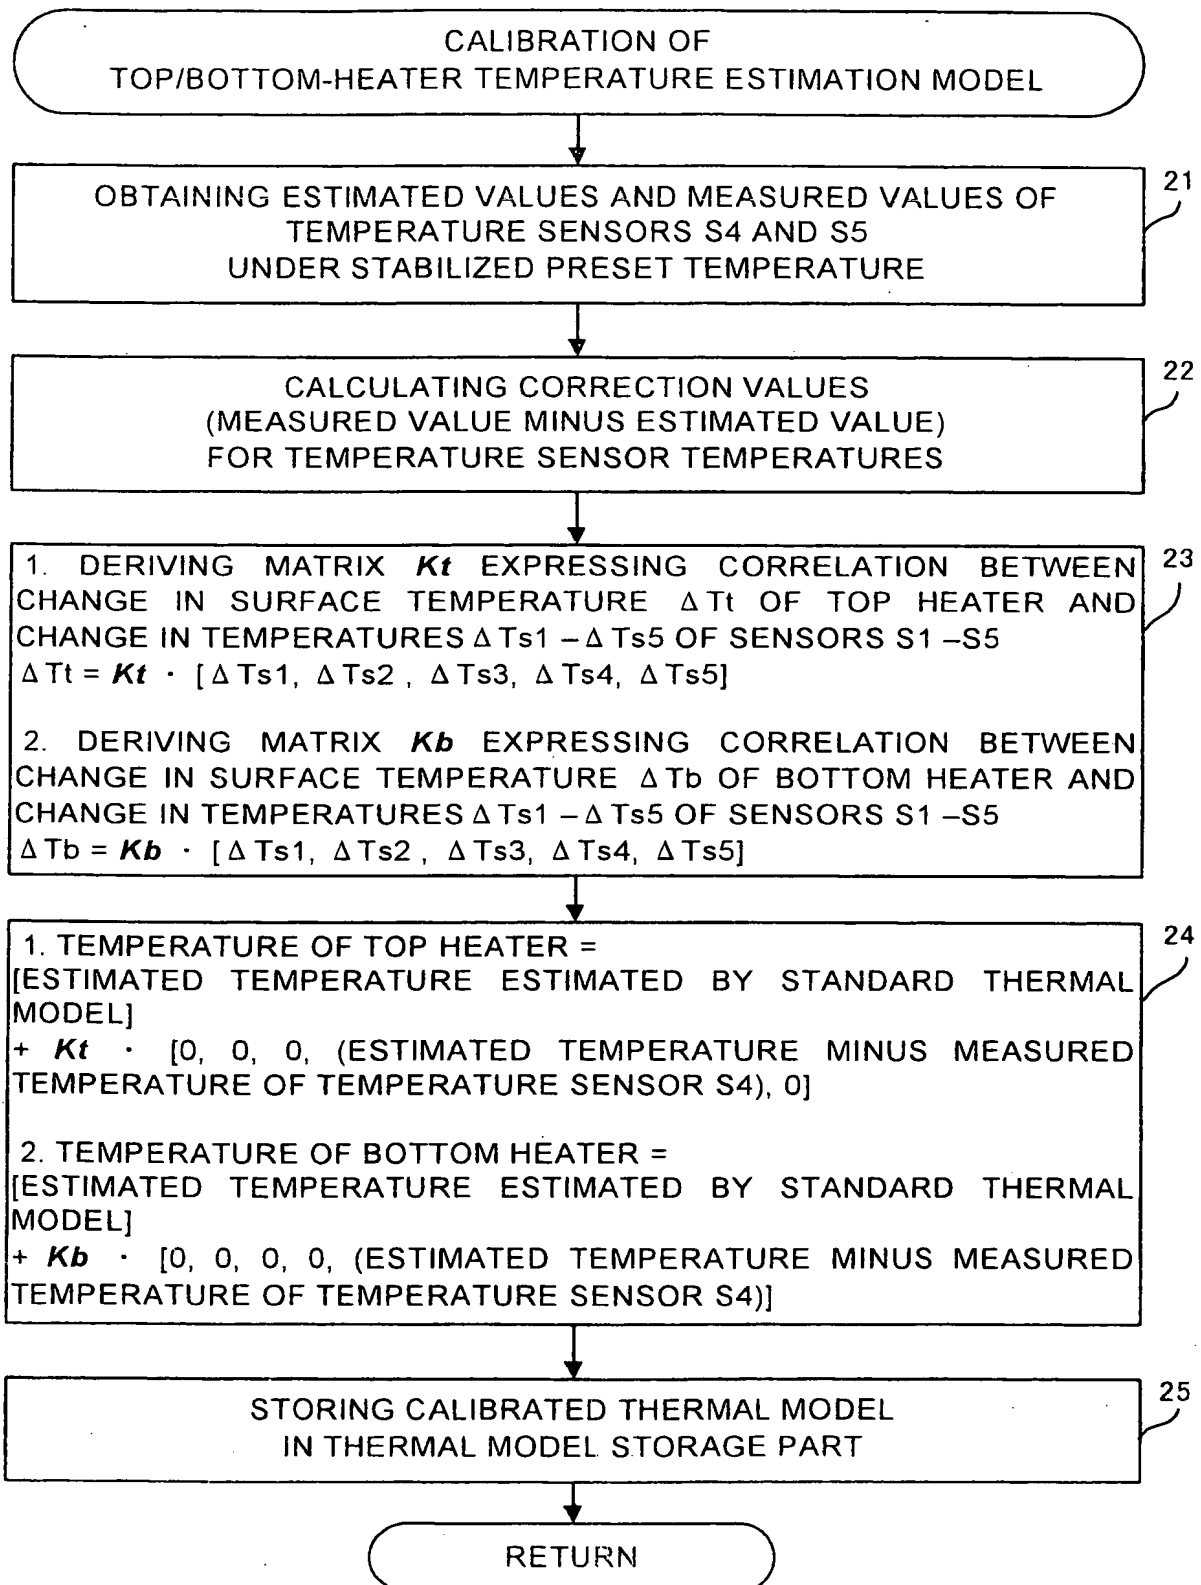 CALIBRATION OF
TOP/BOTTOM-HEATER TEMPERATURE ESTIMATION MODEL
21
OBTAINING ESTIMATED VALUES AND MEASURED VALUES OF
TEMPERATURE SENSORS S4 AND S5
UNDER STABILIZED PRESET TEMPERATURE
22
CALCULATING CORRECTION VALUES
(MEASURED VALUE MINUS ESTIMATED VALUE)
FOR TEMPERATURE SENSOR TEMPERATURES
23
1. DERIVING MATRIX Kt EXPRESSING CORRELATION BETWEEN
CHANGE IN SURFACE TEMPERATURE ΔTt OF TOP HEATER AND
CHANGE IN TEMPERATURES ΔTs1 –ΔTs5 OF SENSORS S1 –S5
ΔTt = Kt · [ΔTs1, ΔTs2 , ΔTs3, ΔTs4, ΔTs5]
2. DERIVING MATRIX Kb EXPRESSING CORRELATION BETWEEN
CHANGE IN SURFACE TEMPERATURE ΔTb OF BOTTOM HEATER AND
CHANGE IN TEMPERATURES ΔTs1 –ΔTs5 OF SENSORS S1 –S5
ΔTb = Kb · [ΔTs1, ΔTs2 , ΔTs3, ΔTs4, ΔTs5]
24
1. TEMPERATURE OF TOP HEATER =
[ESTIMATED TEMPERATURE ESTIMATED BY STANDARD THERMAL
MODEL]
+ Kt · [0, 0, 0, (ESTIMATED TEMPERATURE MINUS MEASURED
TEMPERATURE OF TEMPERATURE SENSOR S4), 0]
2. TEMPERATURE OF BOTTOM HEATER =
[ESTIMATED TEMPERATURE ESTIMATED BY STANDARD THERMAL
MODEL]
+ Kb · [0, 0, 0, 0, (ESTIMATED TEMPERATURE MINUS MEASURED
TEMPERATURE OF TEMPERATURE SENSOR S4)]
25
STORING CALIBRATED THERMAL MODEL
IN THERMAL MODEL STORAGE PART
RETURN